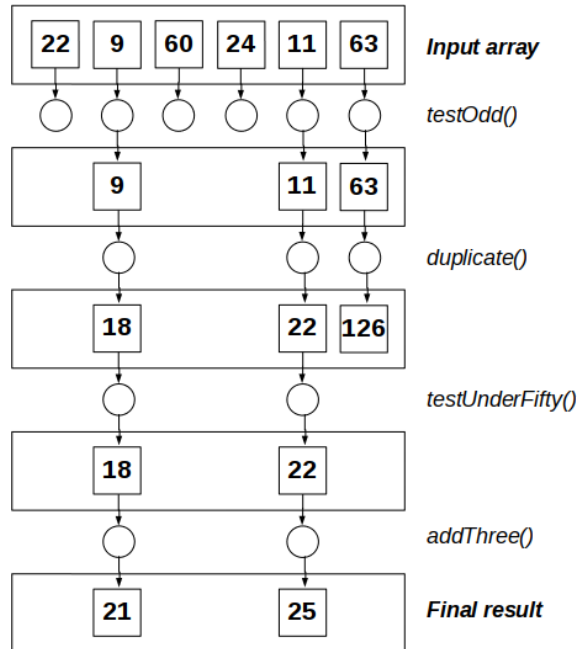 22 9 60 24 11 63 Input array
testOdd()
9 11 63
duplicate()
18 22 126
testUnderFifty()
18 22
addThree()
21 25 Final result